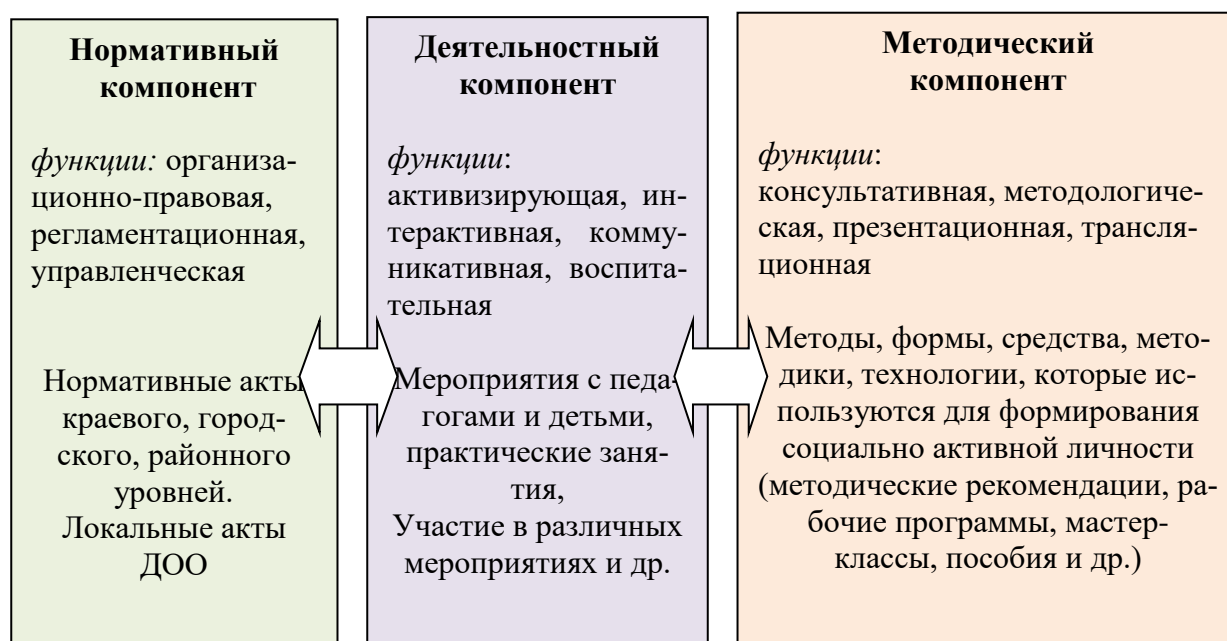 Нормативный
компонент
функции: организа-
ционно-правовая,
регламентационная,
управленческая
Нормативные акты
краевого, город-
ского, районного
уровней.
Локальные акты
ДОО
Деятельностный
компонент
функции:
активизирующая, ин-
терактивная, комму-
никативная, воспита-
тельная
Мероприятия с педа-
гогами и детьми,
практические заня-
тия,
Участие в различных
мероприятиях и др.
Методический
компонент
функции:
консультативная, методологиче-
ская, презентационная, трансля-
ционная
Методы, формы, средства, мето-
дики, технологии, которые ис-
пользуются для формирования
социально активной личности
(методические рекомендации, ра-
бочие программы, мастер-
классы, пособия и др.)